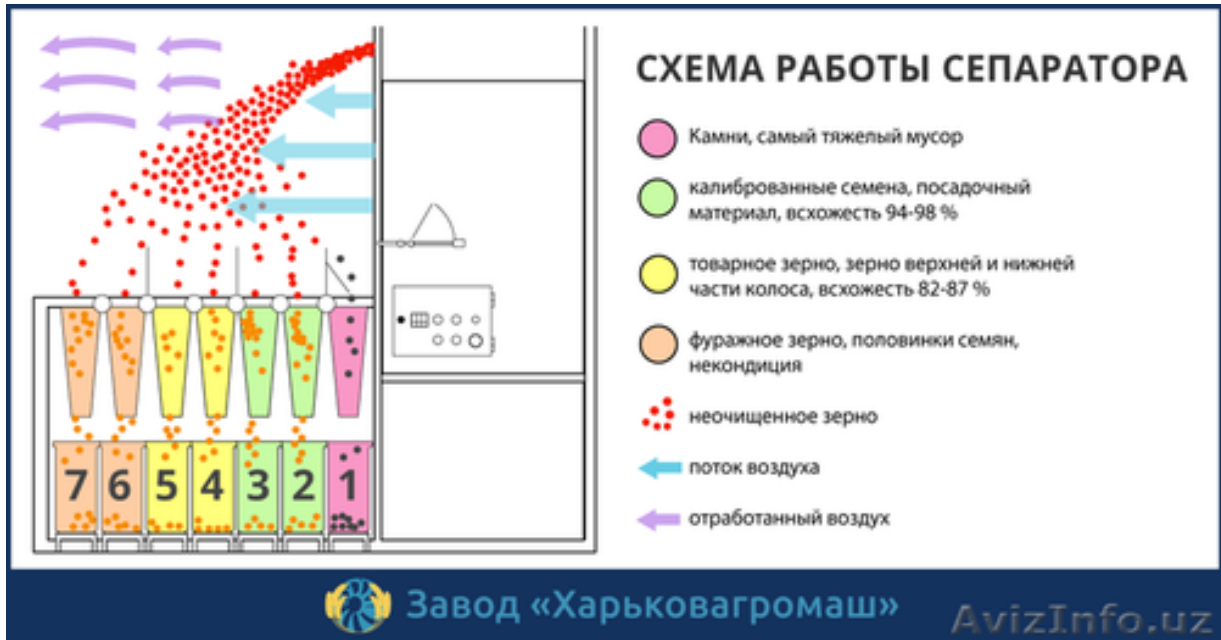 СХЕМА РАБОТЫ СЕПАРАТОРА
Камни, самый тяжелый мусор
калиброванные семена, посадочный
материал, всхожесть 94-98 %
товарное зерно, зерно верхней и нижней
части колоса, всхожесть 82-87 %
фуражное зерно, половинки семян,
некондиция
неочищенное зерно
поток воздуха
отработанный воздух
7 6 5 4 3 2 1
Завод «Харьковагромаш»
AvizInfo.uz